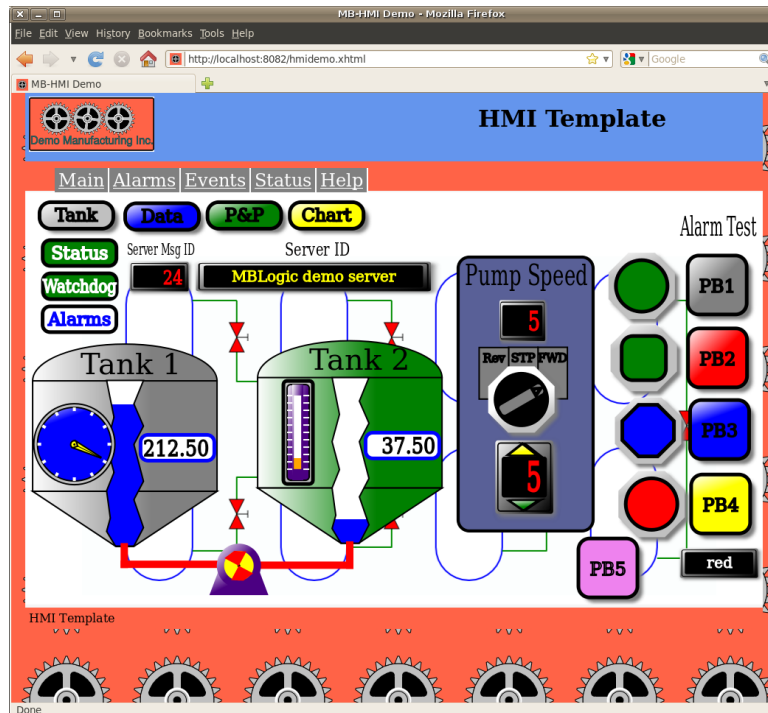 MB-HMI Demo - Mozilla Firefox
File Edit View History Bookmarks Tools Help
http://localhost:8082/hmidemo.xhtml
Google
MB-HMI Demo
Demo Manufacturing Inc.
HMI Template
Main Alarms Events Status Help
Tank Data P&P Chart
Alarm Test
Status
Server Msg ID
Server ID
Watchdog
24
MBLogic demo server
Alarms
Pump Speed
5
Rev STP FWD
5
Tank 1
212.50
Tank 2
37.50
PB1
PB2
PB3
PB4
PB5
red
HMI Template
Done